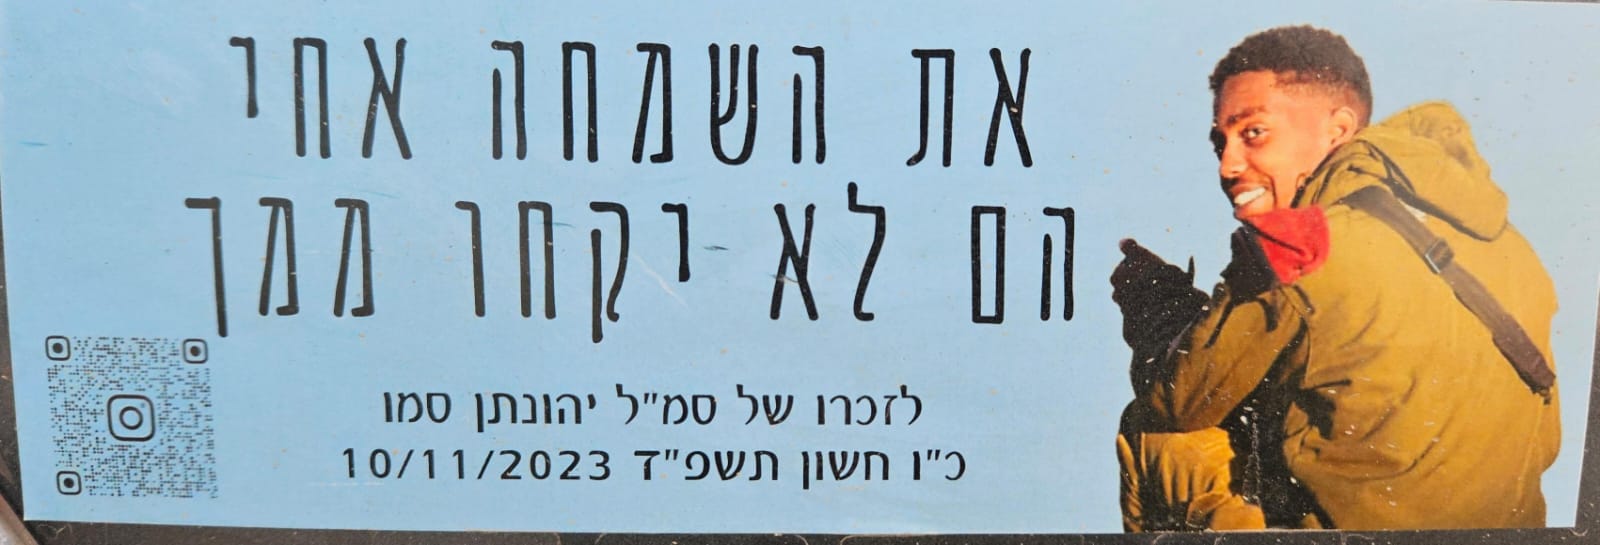 את השמחה אחי
הם לא יקחו ממך
לזכרו של סמ"ל יהונתן סמו
כ"ו חשון תשפ"ד 10/11/2023